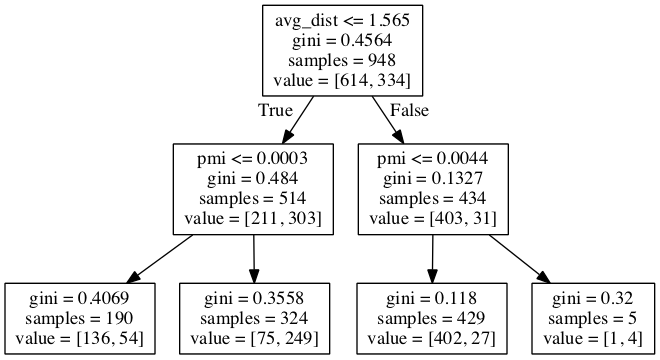 avg_dist <= 1.565
gini = 0.4564
samples = 948
value = [614, 334]
True
False
pmi <= 0.0003
gini = 0.484
samples = 514
value = [211, 303]
pmi <= 0.0044
gini = 0.1327
samples = 434
value = [403, 31]
gini = 0.4069
samples = 190
value = [136, 54]
gini = 0.3558
samples = 324
value = [75, 249]
gini = 0.118
samples = 429
value = [402, 27]
gini = 0.32
samples = 5
value = [1, 4]